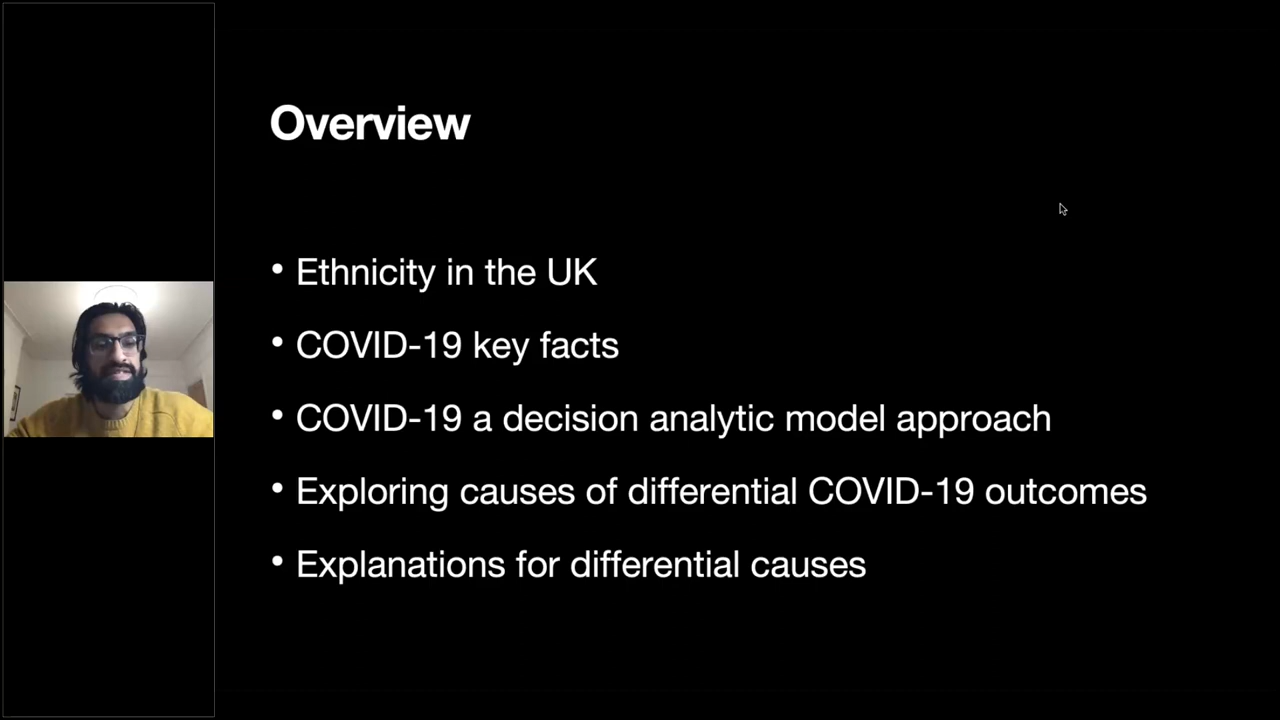 Overview
• Ethnicity in the UK
• COVID-19 key facts
• COVID-19 a decision analytic model approach
• Exploring causes of differential COVID-19 outcomes
• Explanations for differential causes